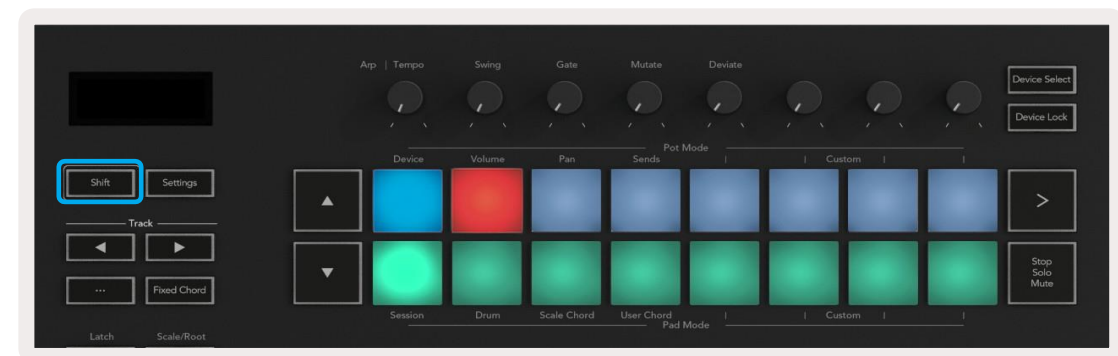 Arp | Tempo Swing Gate Mutate Deviate
Device Select
Device Lock
Pot Mode
Device Volume Pan Sends | | Custom | |
Shift Settings
Track
... Fixed Chord
>
Stop
Solo
Mute
Session Drum Scale Chord User Chord | | Custom | |
Pad Mode
Latch Scale/Root